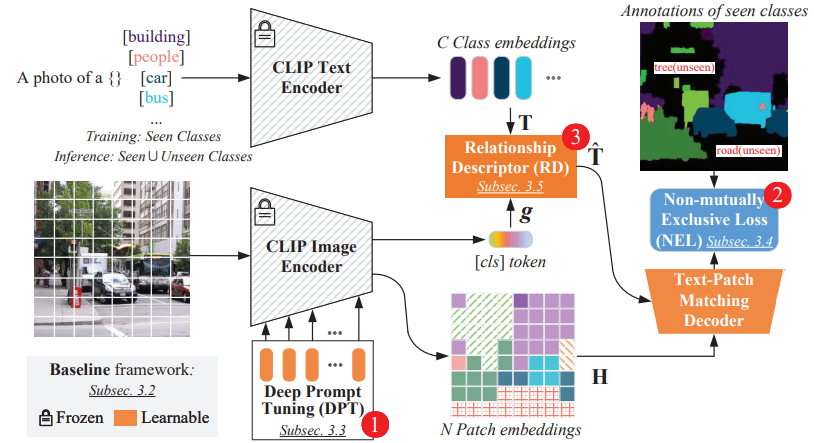 [building]
[people]
A photo of a {} [car]
[bus]
...
Training: Seen Classes
Inference: Seen ∪ Unseen Classes
CLIP Text
Encoder
C Class embeddings
...
T
Relationship
Descriptor (RD)
Subsec. 3.5
3
T̂
g
[cls] token
CLIP Image
Encoder
...
...
Deep Prompt
Tuning (DPT)
Subsec. 3.3
1
Baseline framework:
Subsec. 3.2
Frozen
Learnable
N Patch embeddings
H
Annotations of seen classes
tree(unseen)
road(unseen)
Non-mutually
Exclusive Loss
(NEL) Subsec. 3.4
2
Text-Patch
Matching
Decoder